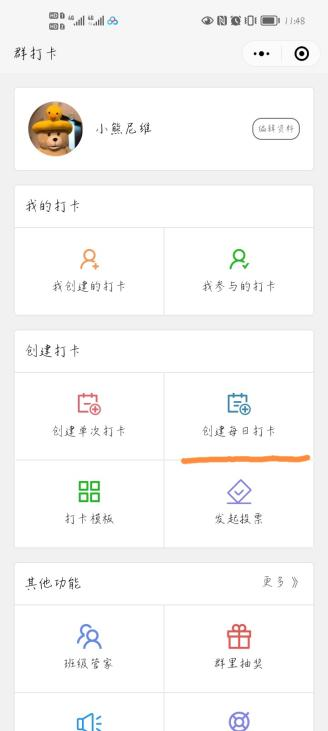 11:48
群打卡
小熊尼维
编辑资料
我的打卡
我创建的打卡
我参与的打卡
创建打卡
创建单次打卡
创建每日打卡
打卡模板
发起投票
其他功能
更多 》
班级管家
群里抽奖